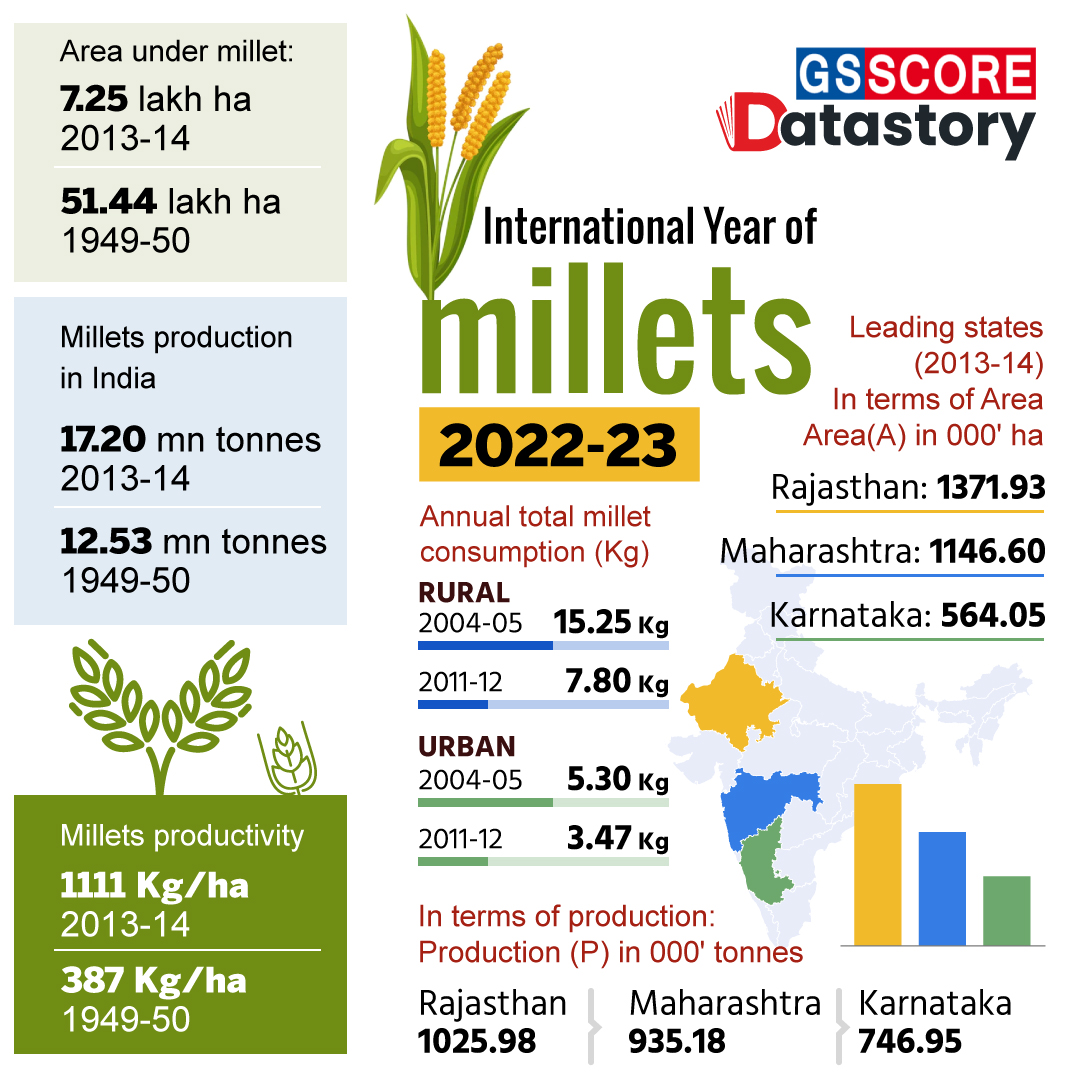 Area under millet:
7.25 lakh ha
2013-14
51.44 lakh ha
1949-50
Millets production
in India
17.20 mn tonnes
2013-14
12.53 mn tonnes
1949-50
Millets productivity
1111 Kg/ha
2013-14
387 Kg/ha
1949-50
GSSCORE
Datastory
International Year of
millets
2022-23
Leading states
(2013-14)
In terms of Area
Area(A) in 000' ha
Rajasthan: 1371.93
Maharashtra: 1146.60
Karnataka: 564.05
Annual total millet
consumption (Kg)
RURAL
2004-05 15.25 Kg
2011-12 7.80 Kg
URBAN
2004-05 5.30 Kg
2011-12 3.47 Kg
In terms of production:
Production (P) in 000' tonnes
Rajasthan Maharashtra Karnataka
1025.98 935.18 746.95